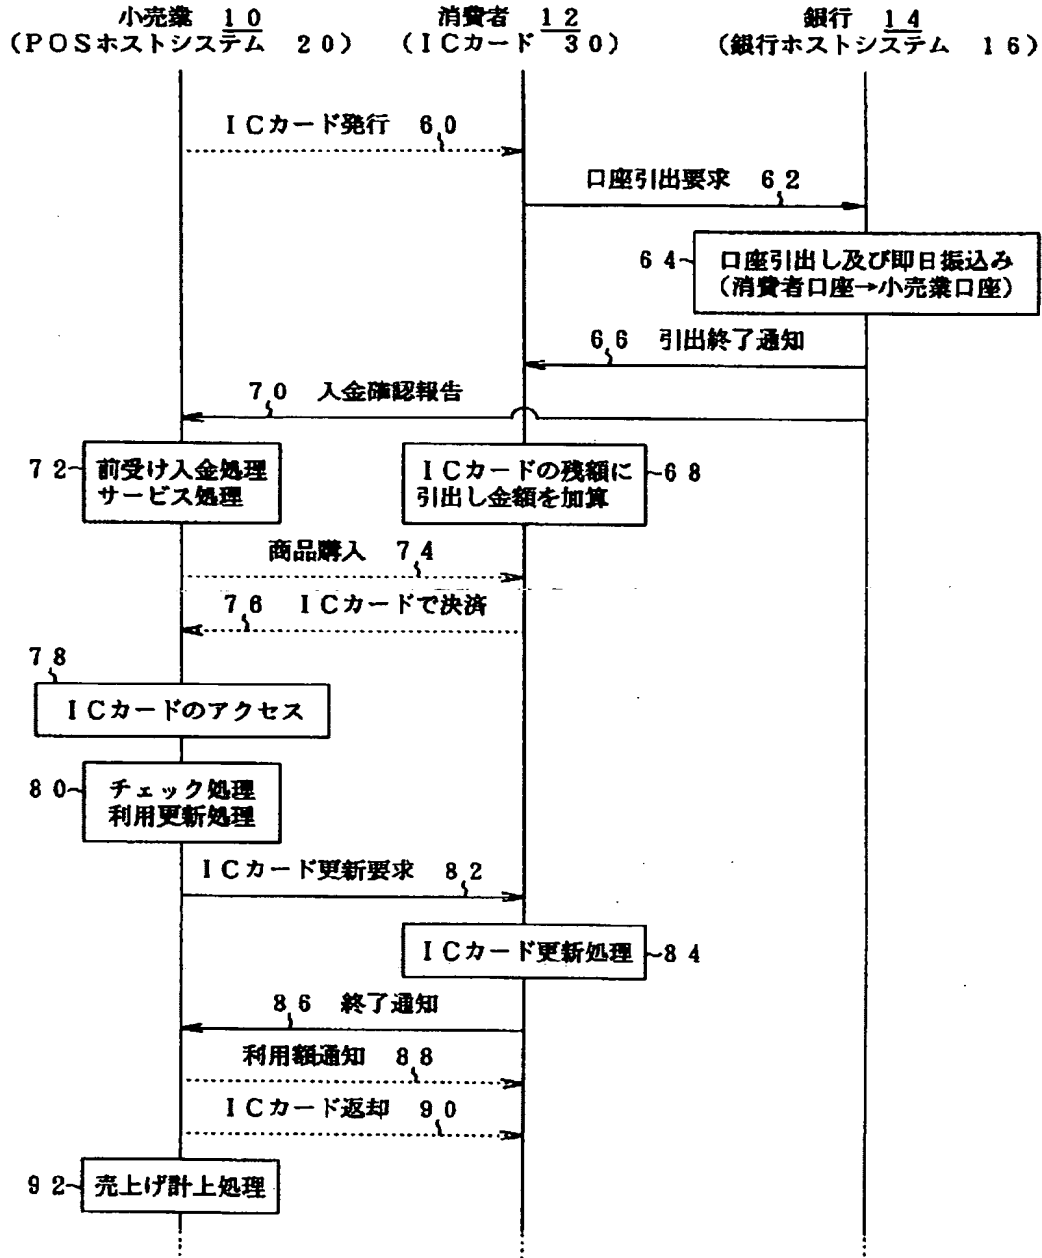 小売業 10
(POSホストシステム 20)
消費者 12
(ICカード 30)
銀行 14
(銀行ホストシステム 16)
ICカード発行 60
口座引出要求 62
64
口座引出し及び即日振込み
(消費者口座→小売業口座)
66 引出終了通知
70 入金確認報告
72
前受け入金処理
サービス処理
ICカードの残額に
引出し金額を加算
68
商品購入 74
76 ICカードで決済
78
ICカードのアクセス
80
チェック処理
利用更新処理
ICカード更新要求 82
ICカード更新処理
84
86 終了通知
利用額通知 88
ICカード返却 90
92
売上げ計上処理